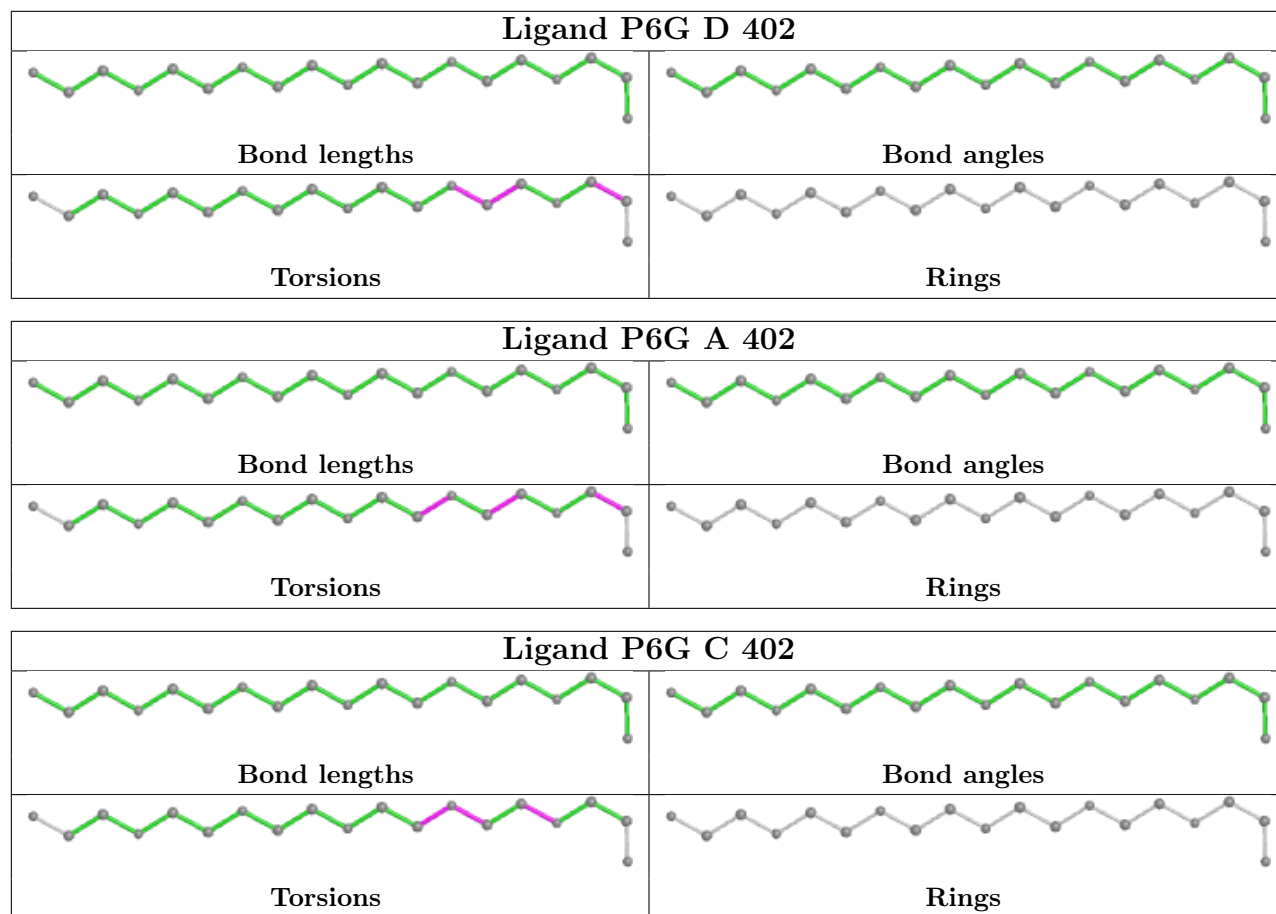 Ligand P6G D 402
Bond lengths Bond angles
Torsions Rings
Ligand P6G A 402
Bond lengths Bond angles
Torsions Rings
Ligand P6G C 402
Bond lengths Bond angles
Torsions Rings